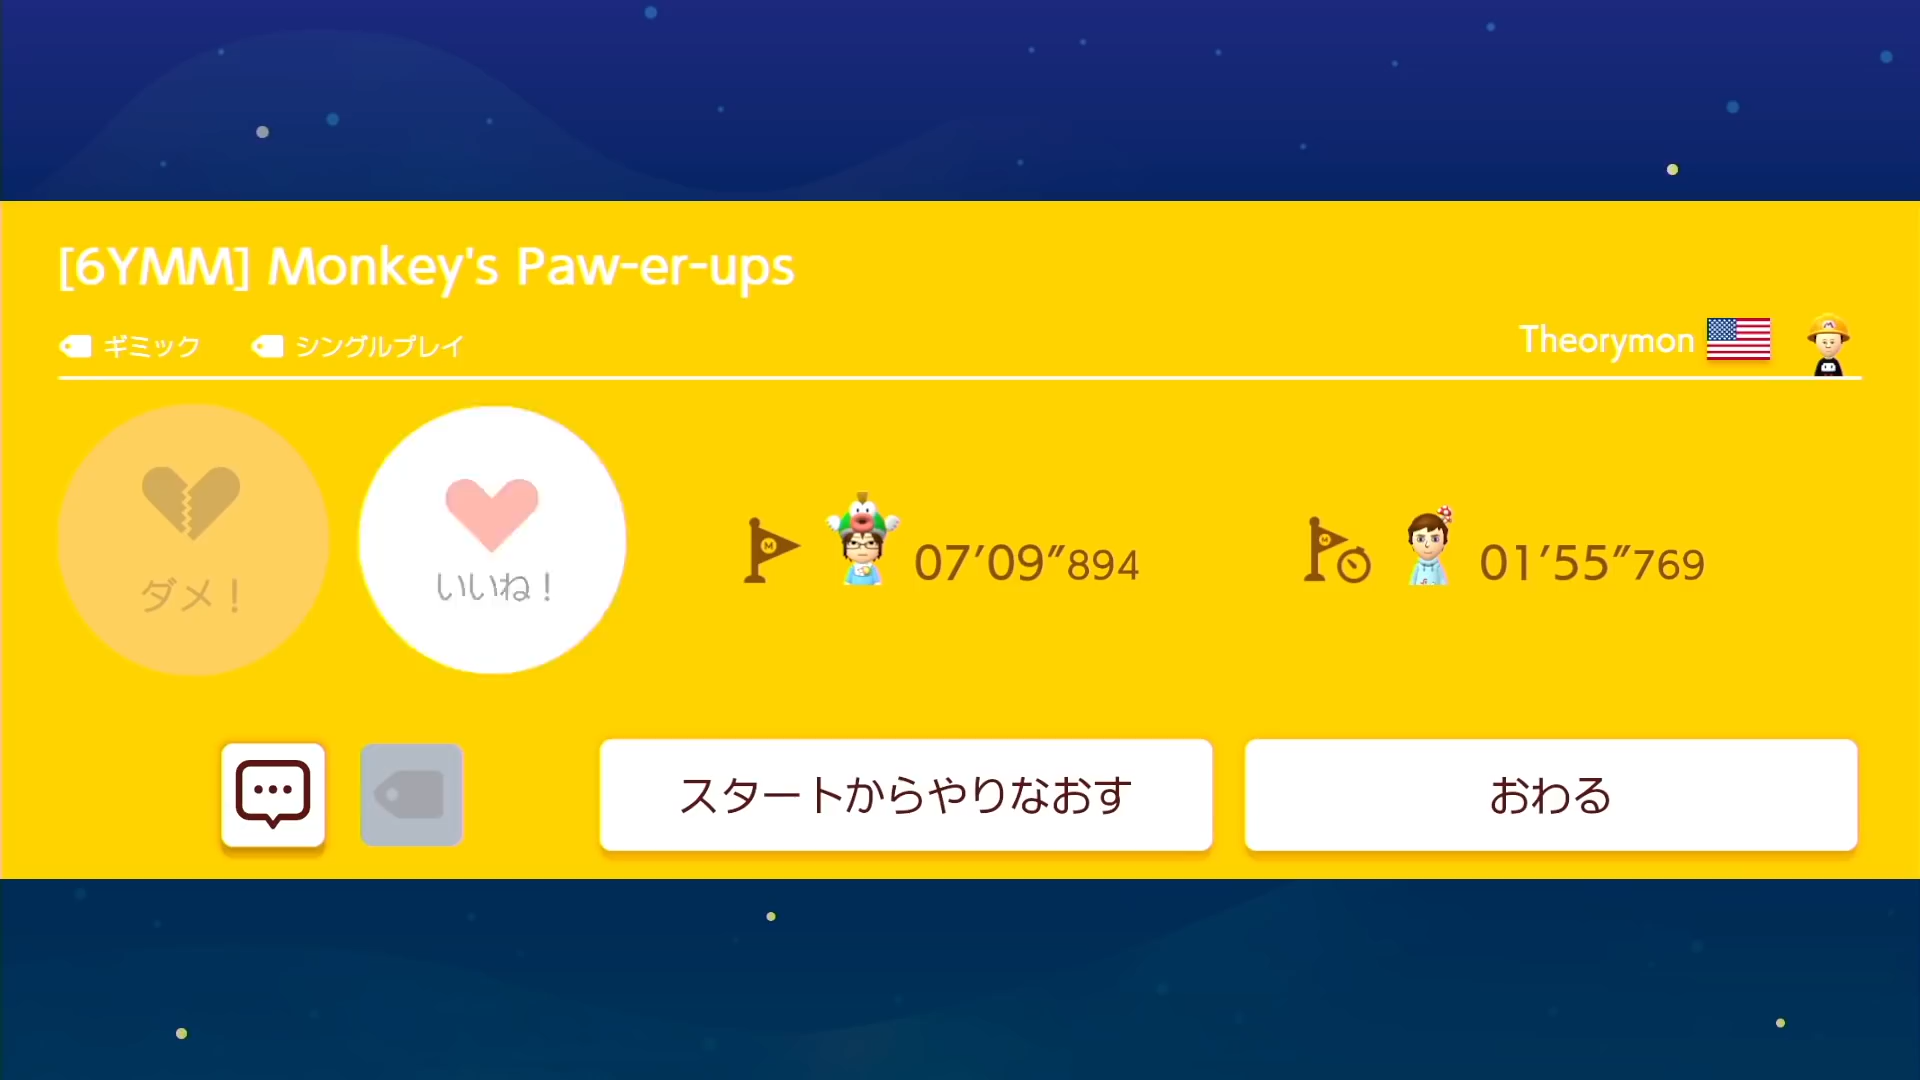 [6YMM] Monkey's Paw-er-ups
ギミック シングルプレイ
Theorymon
ダメ！
いいね！
07′09″894
01′55″769
スタートからやりなおす
おわる